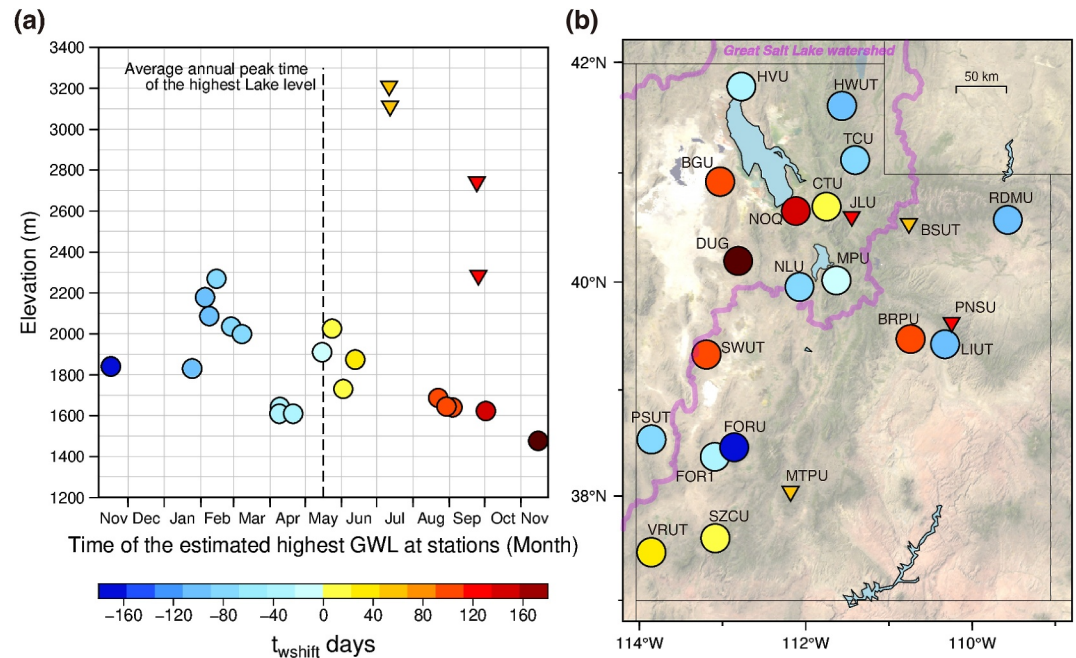 (a)
3400
3200
3000
2800
2600
2400
2200
2000
1800
1600
1400
1200
Elevation (m)
Average annual peak time
of the highest Lake level
Nov Dec Jan Feb Mar Apr May Jun Jul Aug Sep Oct Nov
Time of the estimated highest GWL at stations (Month)
−160 −120 −80 −40 0 40 80 120 160
twshift days
(b)
Great Salt Lake watershed
50 km
42°N
40°N
38°N
114°W 112°W 110°W
HVU
HWUT
TCU
BGU
CTU
JLU
NOQ
BSUT
RDMU
DUG
NLU
MPU
PNSU
BRPU
LIUT
SWUT
PSUT
FORU
FOR1
MTPU
SZCU
VRUT